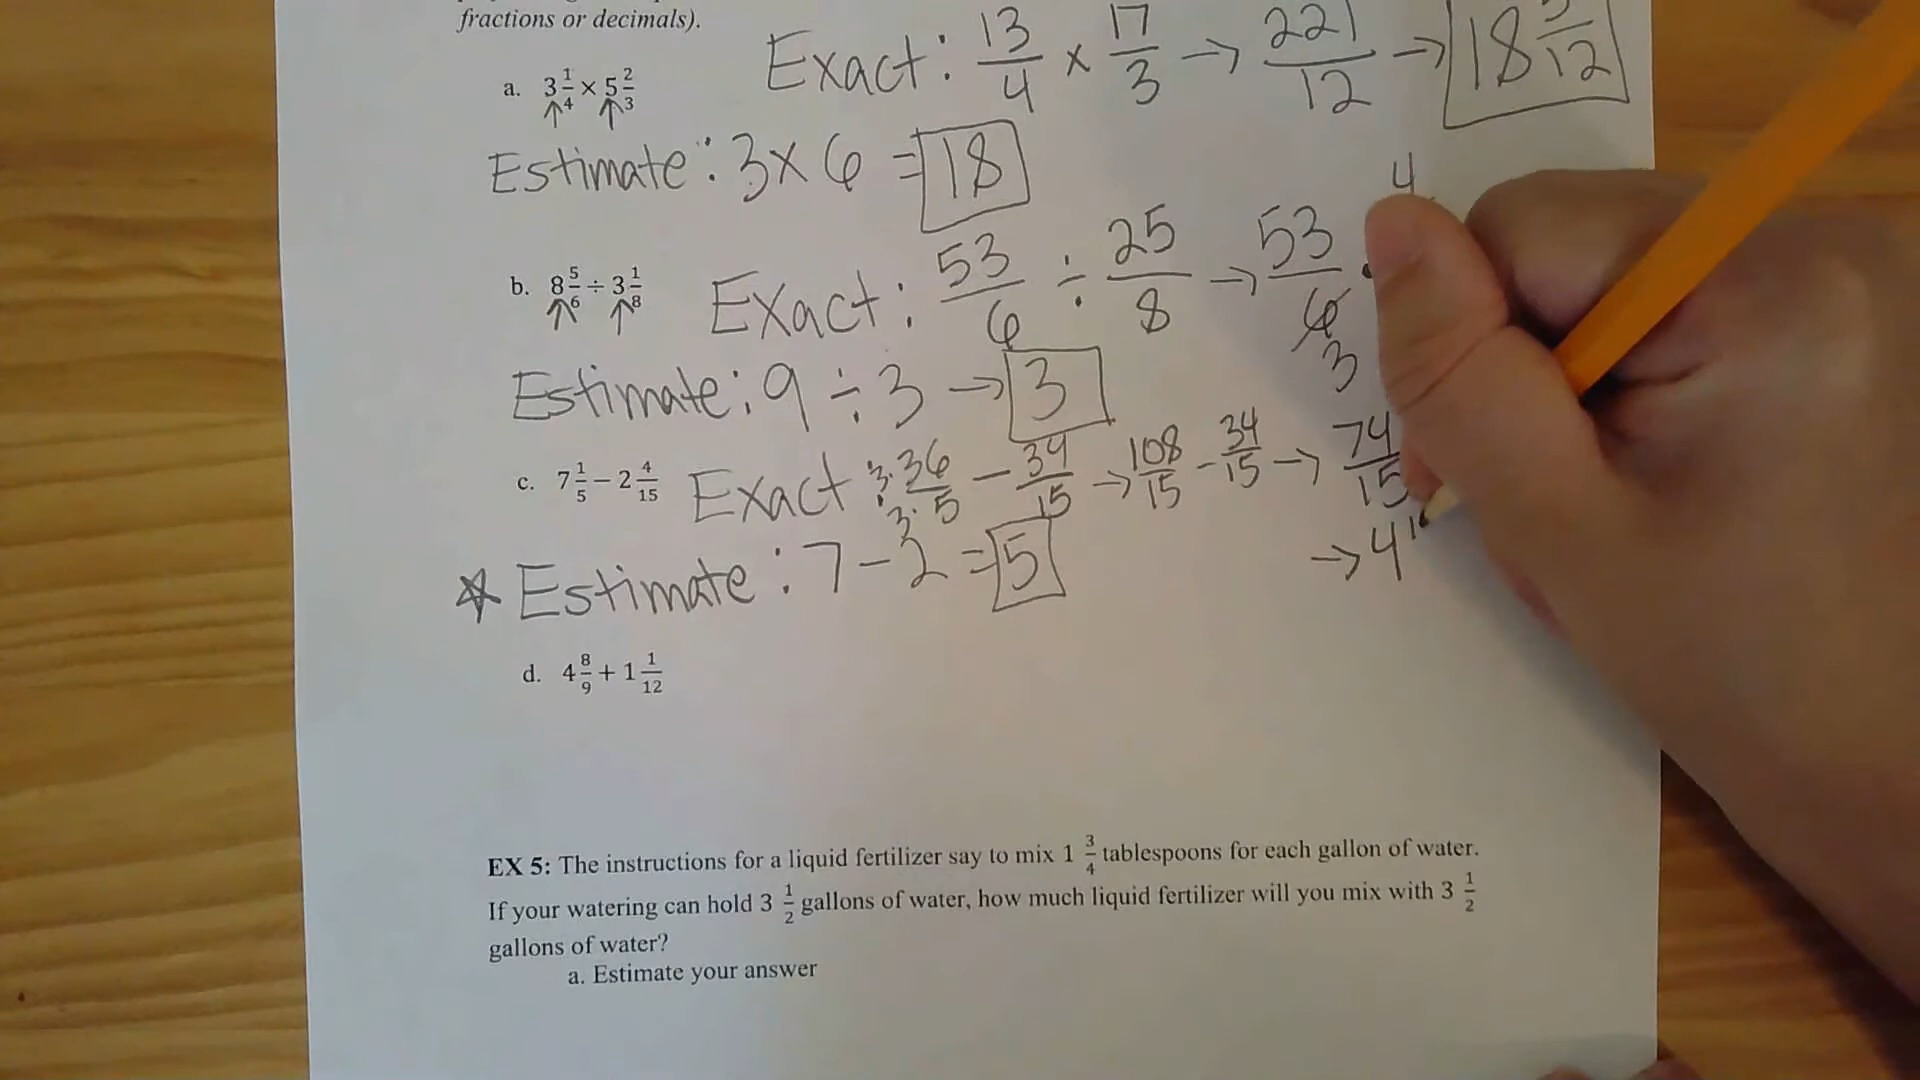 fractions or decimals).
Exact: 13/4 × 17/3 → 221/12 → 18 5/12
a. 3 1/4 × 5 2/3
Estimate: 3 x 6 = 18
b. 8 5/6 ÷ 3 1/8
Exact: 53/6 ÷ 25/8 → 53/6 · 4
3
Estimate: 9 ÷ 3 → 3
c. 7 1/5 − 2 4/15
Exact: 3·36/3·5 − 34/15 → 108/15 - 34/15 → 74/15
→ 4
Estimate: 7 − 2 = 5
d. 4 8/9 + 1 1/12
EX 5: The instructions for a liquid fertilizer say to mix 1 3/4 tablespoons for each gallon of water.
If your watering can hold 3 1/2 gallons of water, how much liquid fertilizer will you mix with 3 1/2
gallons of water?
a. Estimate your answer